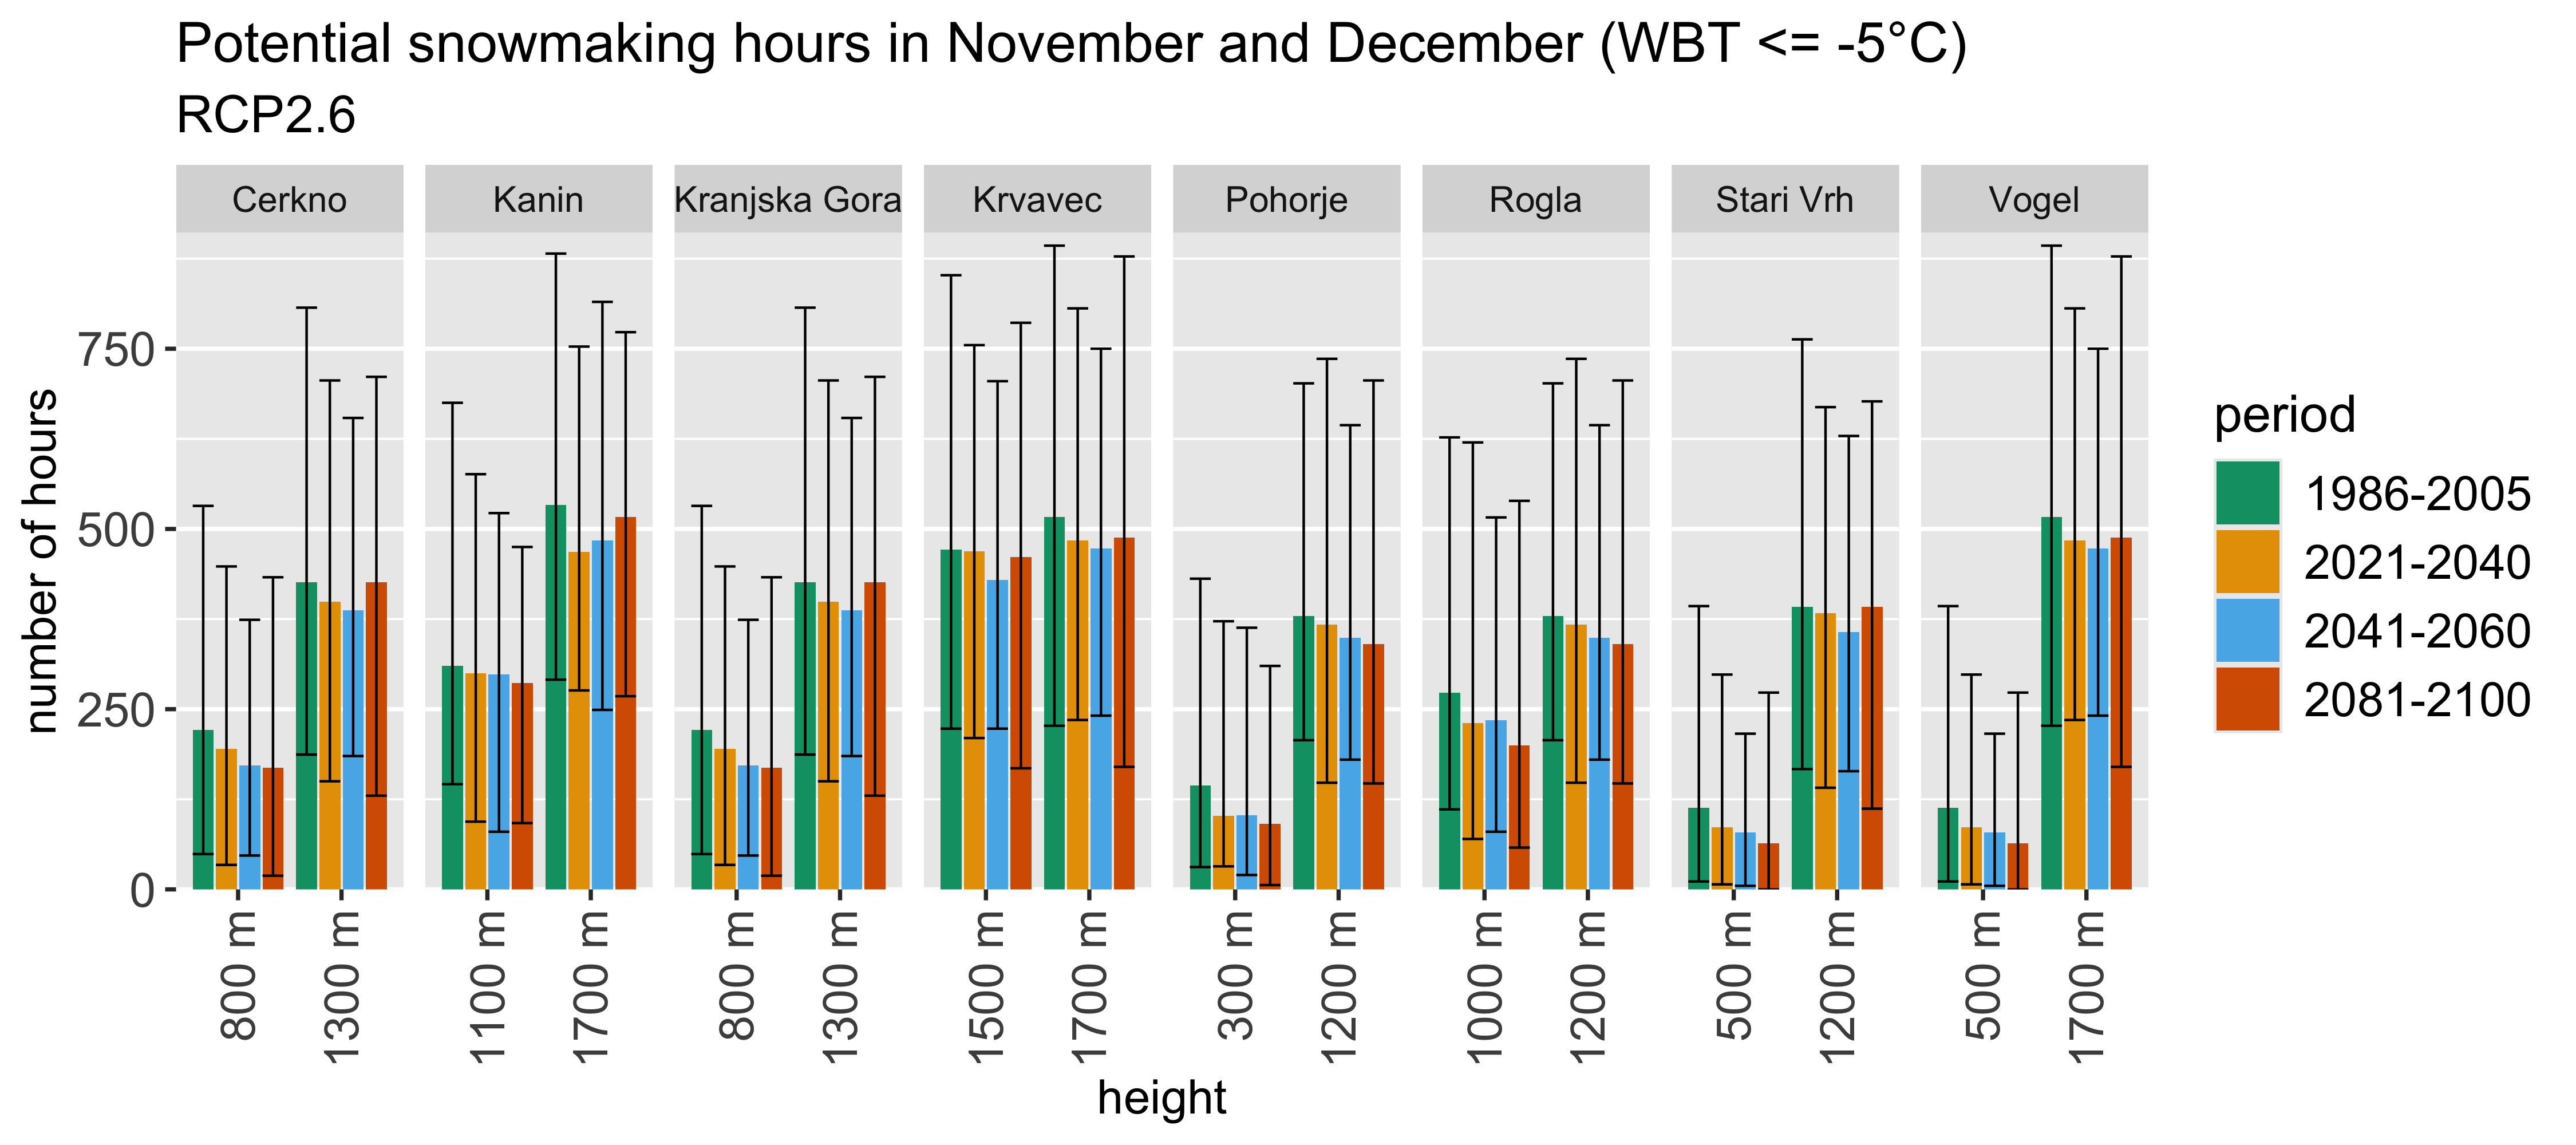 Potential snowmaking hours in November and December (WBT <= -5°C)
RCP2.6
Cerkno Kanin Kranjska Gora Krvavec Pohorje Rogla Stari Vrh Vogel
number of hours
750
500
250
0
800 m 1300 m 1100 m 1700 m 800 m 1300 m 1500 m 1700 m 300 m 1200 m 1000 m 1200 m 500 m 1200 m 500 m 1700 m
height
period
1986-2005
2021-2040
2041-2060
2081-2100